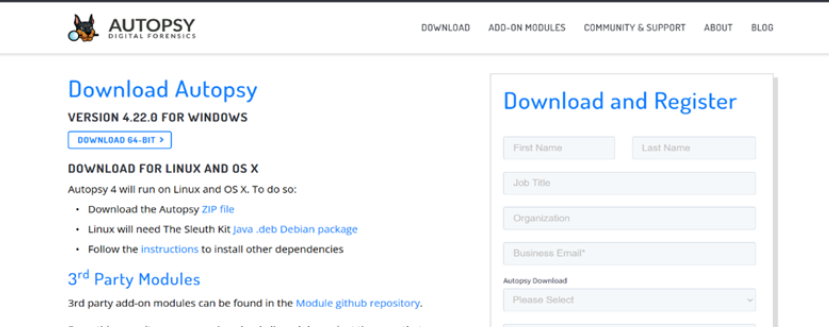 AUTOPSY
DIGITAL FORENSICS
DOWNLOAD ADD-ON MODULES COMMUNITY & SUPPORT ABOUT BLOG
Download Autopsy
VERSION 4.22.0 FOR WINDOWS
DOWNLOAD 64-BIT >
DOWNLOAD FOR LINUX AND OS X
Autopsy 4 will run on Linux and OS X. To do so:
• Download the Autopsy ZIP file
• Linux will need The Sleuth Kit Java .deb Debian package
• Follow the instructions to install other dependencies
3rd Party Modules
3rd party add-on modules can be found in the Module github repository.
Download and Register
First Name Last Name
Job Title
Organization
Business Email*
Autopsy Download
Please Select